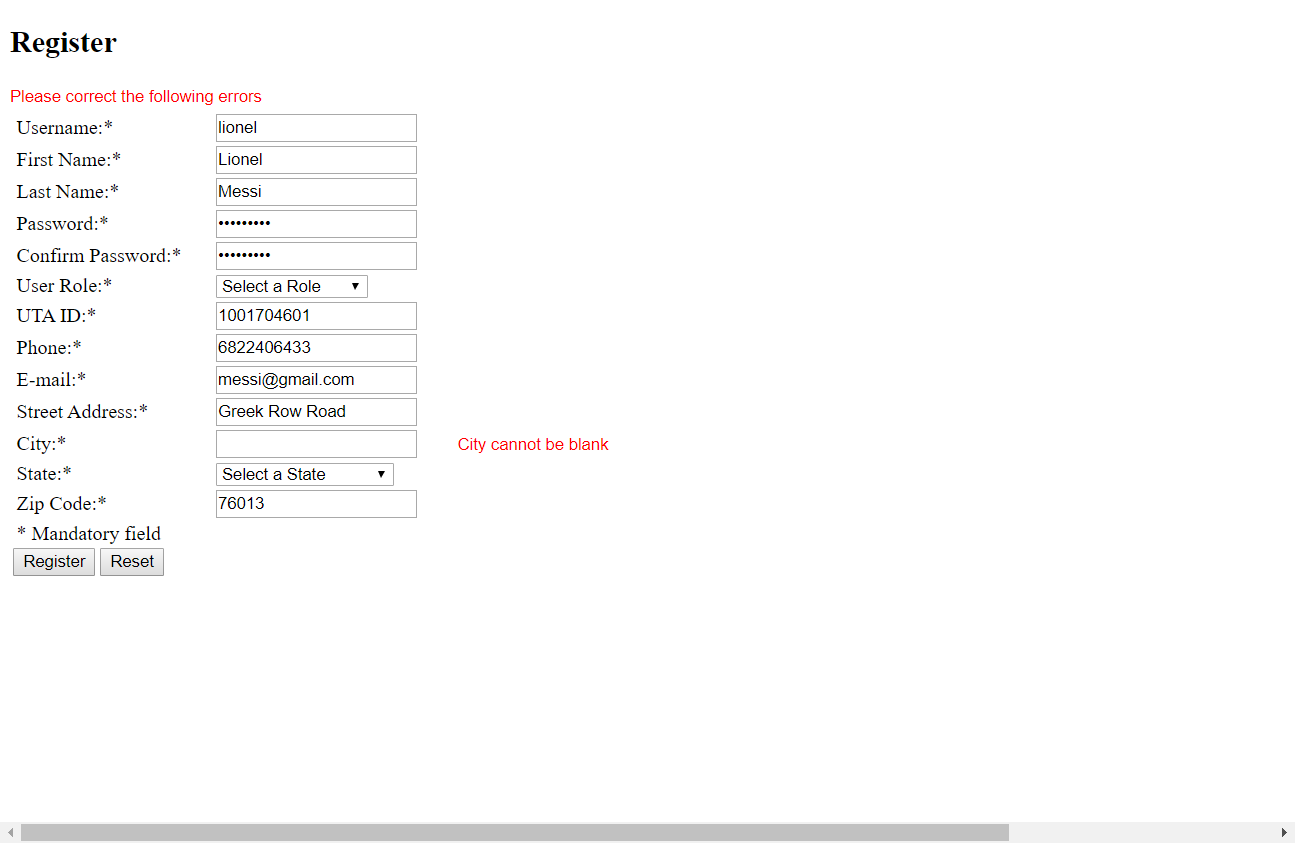 Register
Please correct the following errors
Username:* lionel
First Name:* Lionel
Last Name:* Messi
Password:* •••••••••
Confirm Password:* •••••••••
User Role:* Select a Role
UTA ID:* 1001704601
Phone:* 6822406433
E-mail:* messi@gmail.com
Street Address:* Greek Row Road
City:* City cannot be blank
State:* Select a State
Zip Code:* 76013
* Mandatory field
Register Reset